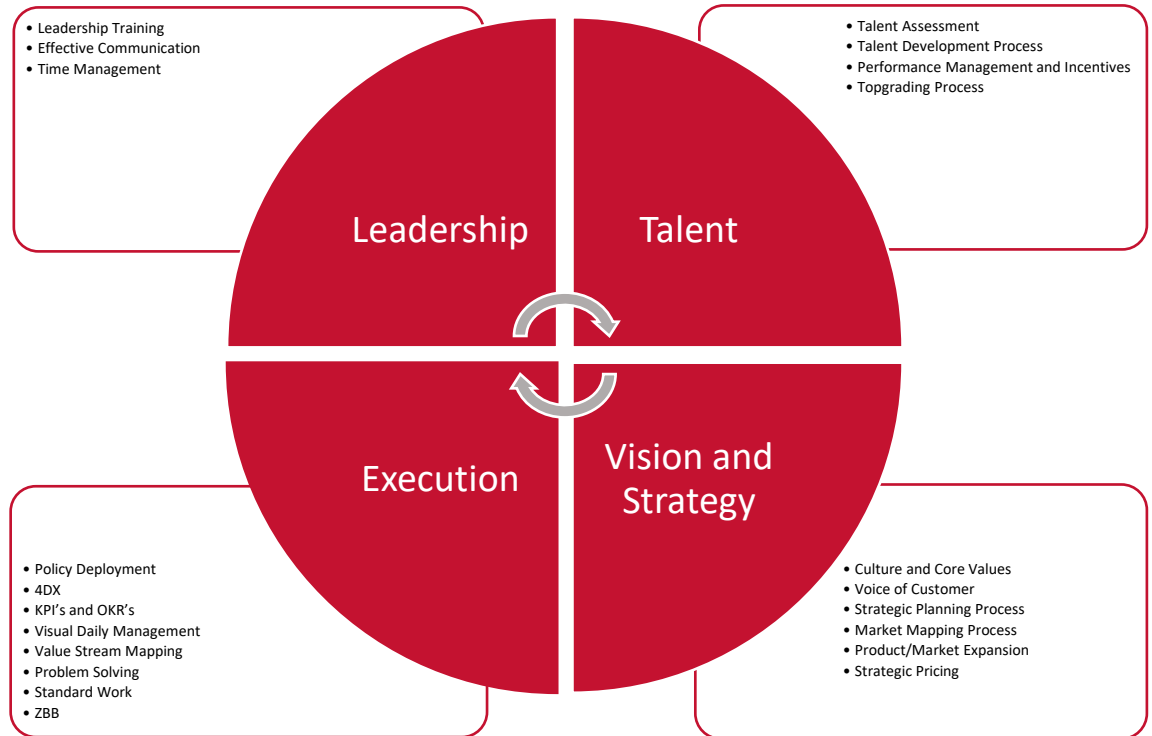 • Leadership Training
• Effective Communication
• Time Management
• Talent Assessment
• Talent Development Process
• Performance Management and Incentives
• Topgrading Process
Leadership
Talent
Execution
Vision and
Strategy
• Policy Deployment
• 4DX
• KPI’s and OKR’s
• Visual Daily Management
• Value Stream Mapping
• Problem Solving
• Standard Work
• ZBB
• Culture and Core Values
• Voice of Customer
• Strategic Planning Process
• Market Mapping Process
• Product/Market Expansion
• Strategic Pricing